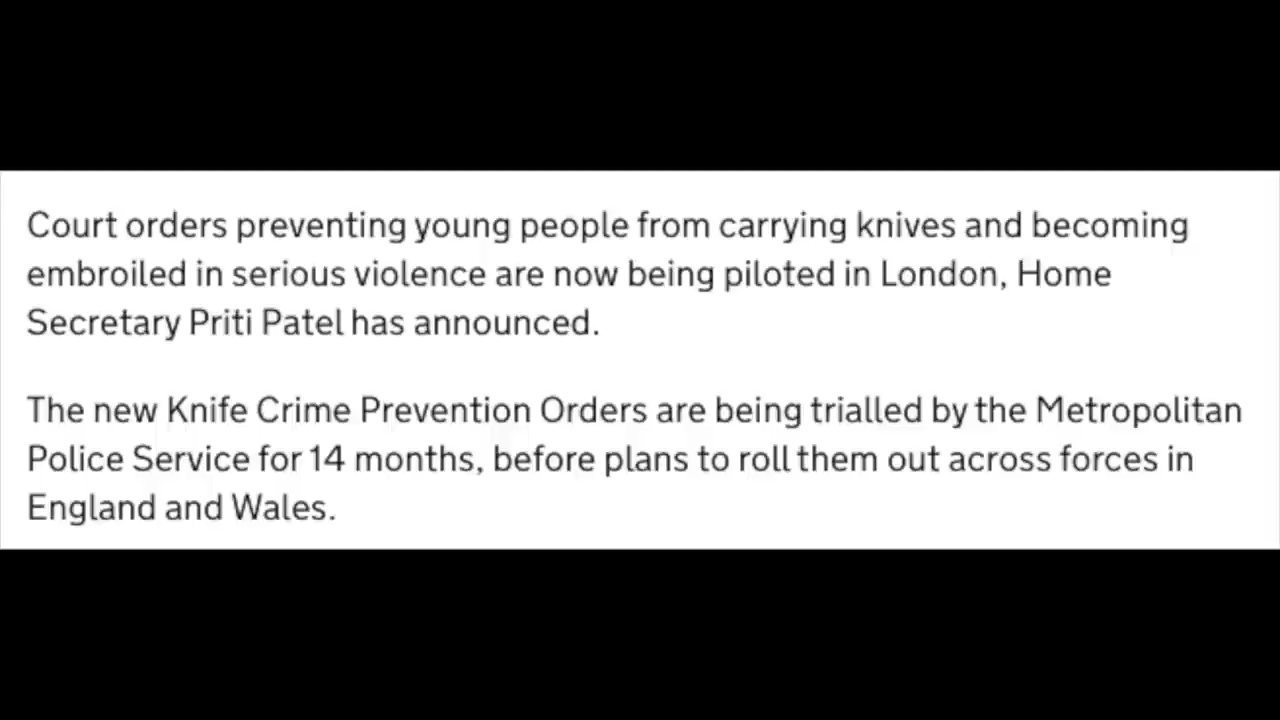 Court orders preventing young people from carrying knives and becoming
embroiled in serious violence are now being piloted in London, Home
Secretary Priti Patel has announced.
The new Knife Crime Prevention Orders are being trialled by the Metropolitan
Police Service for 14 months, before plans to roll them out across forces in
England and Wales.